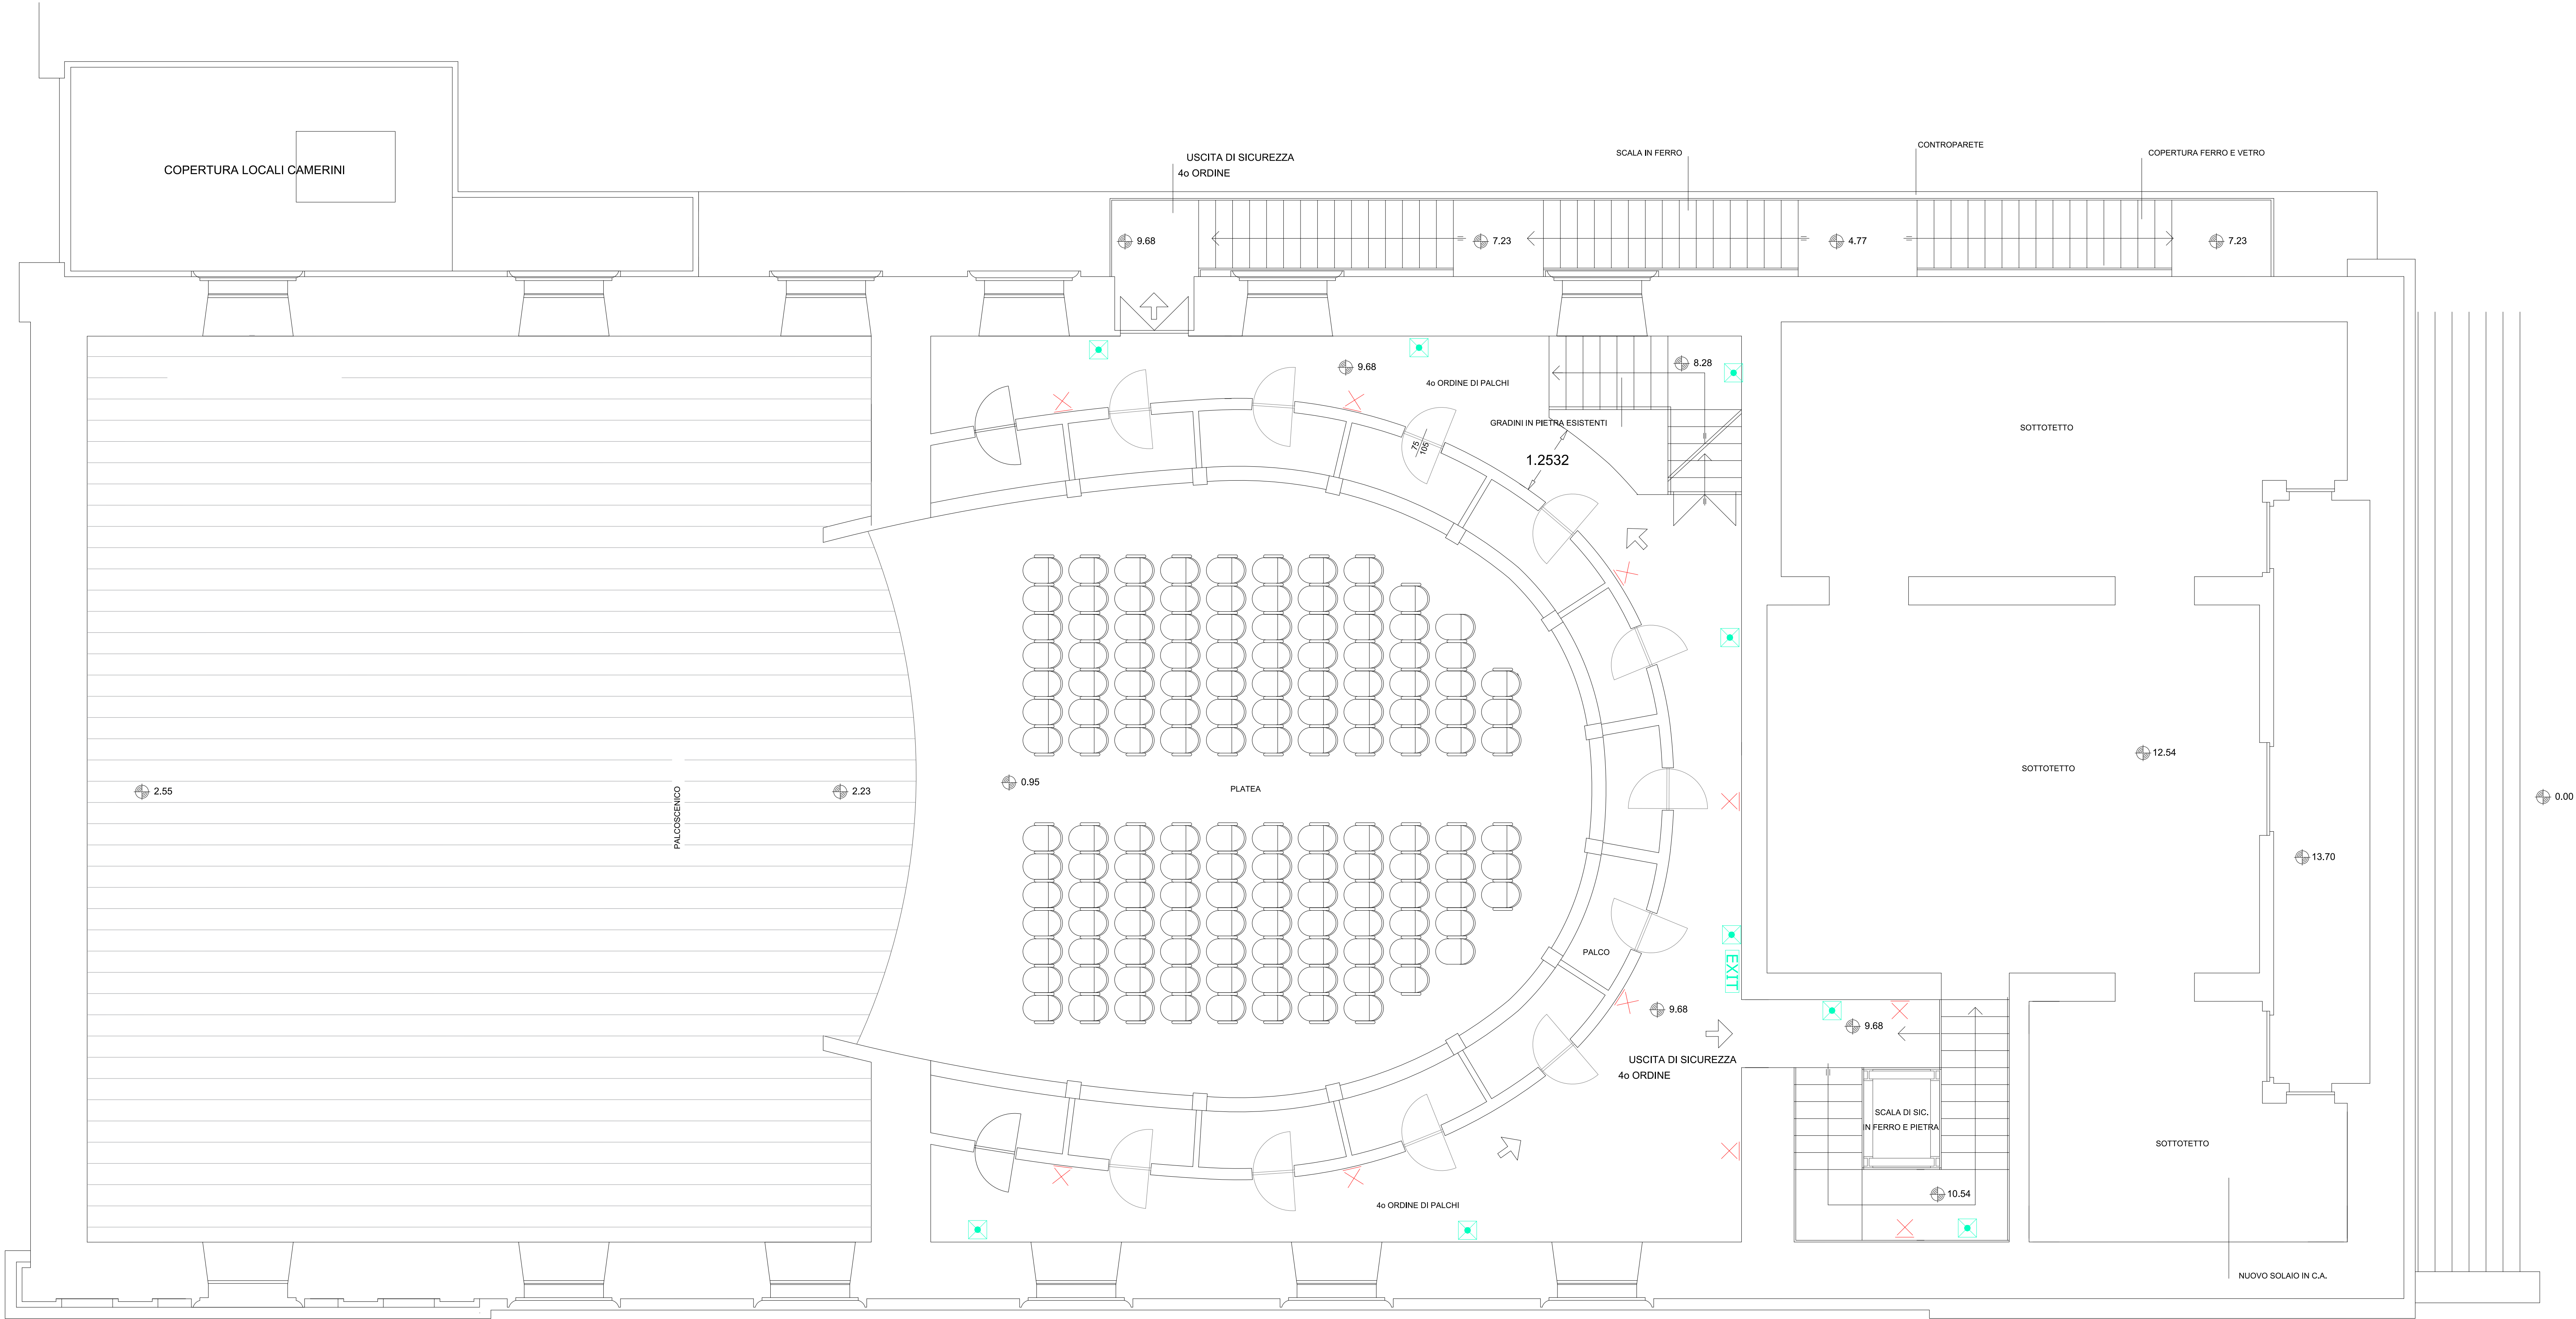 CONTROPARETE
SCALA IN FERRO
COPERTURA FERRO E VETRO
USCITA DI SICUREZZA
4o ORDINE
COPERTURA LOCALI CAMERINI
9.68
7.23
4.77
7.23
9.68
8.28
4o ORDINE DI PALCHI
GRADINI IN PIETRA ESISTENTI
75
105
1.2532
SOTTOTETTO
12.54
SOTTOTETTO
0.95
PLATEA
2.55
2.23
PALCOSCENICO
0.00
13.70
PALCO
EXIT
9.68
9.68
USCITA DI SICUREZZA
4o ORDINE
SCALA DI SIC.
IN FERRO E PIETRA
SOTTOTETTO
10.54
4o ORDINE DI PALCHI
NUOVO SOLAIO IN C.A.